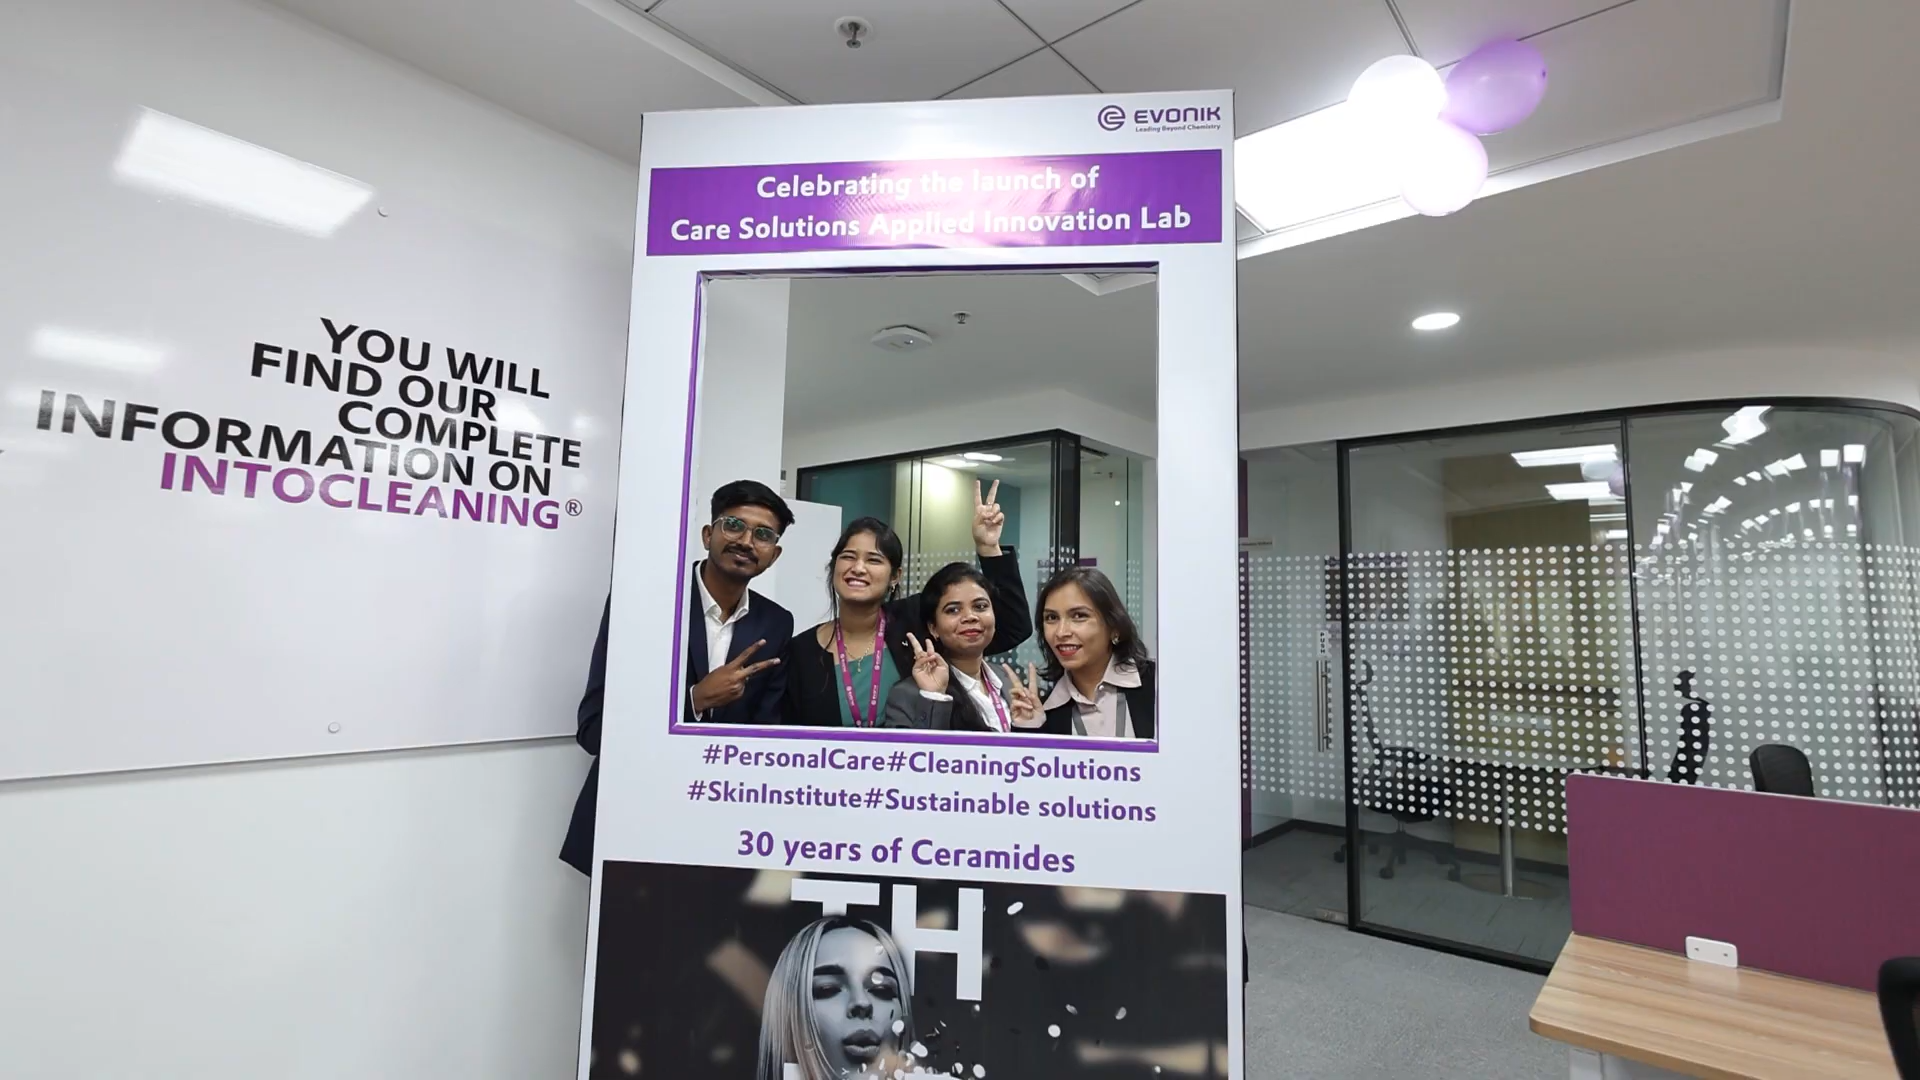 YOU WILL
FIND OUR
COMPLETE
INFORMATION ON
INTOCLEANING®
EVONIK
Leading Beyond Chemistry
Celebrating the launch of
Care Solutions Applied Innovation Lab
#PersonalCare#CleaningSolutions
#SkinInstitute#Sustainable solutions
30 years of Ceramides
TH
PUSH